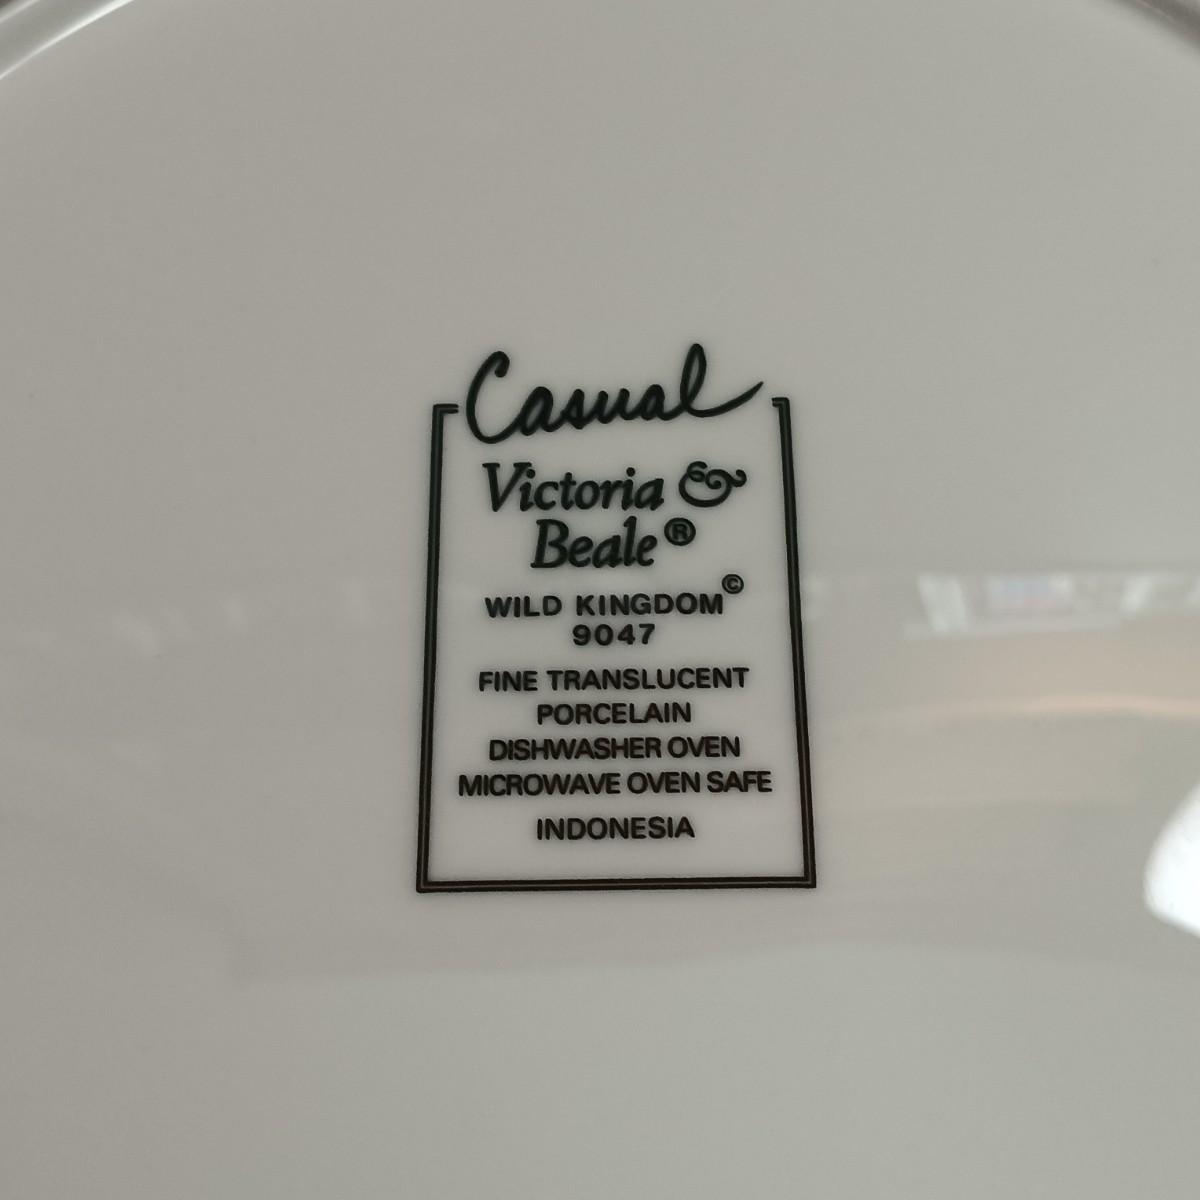 Casual
Victoria &
Beale®
WILD KINGDOM©
9047
FINE TRANSLUCENT
PORCELAIN
DISHWASHER OVEN
MICROWAVE OVEN SAFE
INDONESIA